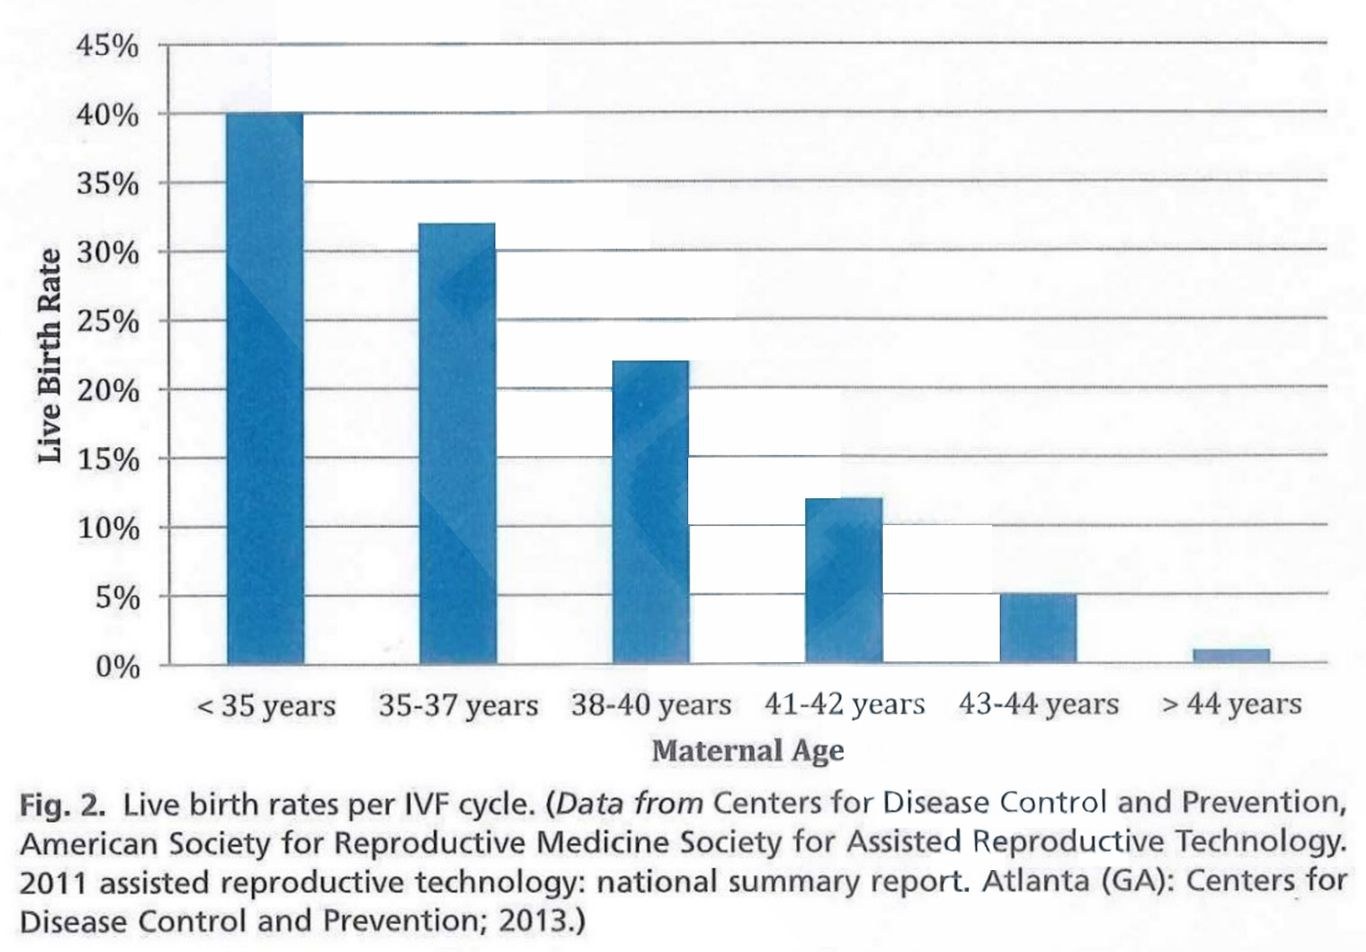 45%
40%
35%
30%
25%
20%
15%
10%
5%
0%
Live Birth Rate
< 35 years 35-37 years 38-40 years 41-42 years 43-44 years > 44 years
Maternal Age
Fig. 2. Live birth rates per IVF cycle. (Data from Centers for Disease Control and Prevention,
American Society for Reproductive Medicine Society for Assisted Reproductive Technology.
2011 assisted reproductive technology: national summary report. Atlanta (GA): Centers for
Disease Control and Prevention; 2013.)